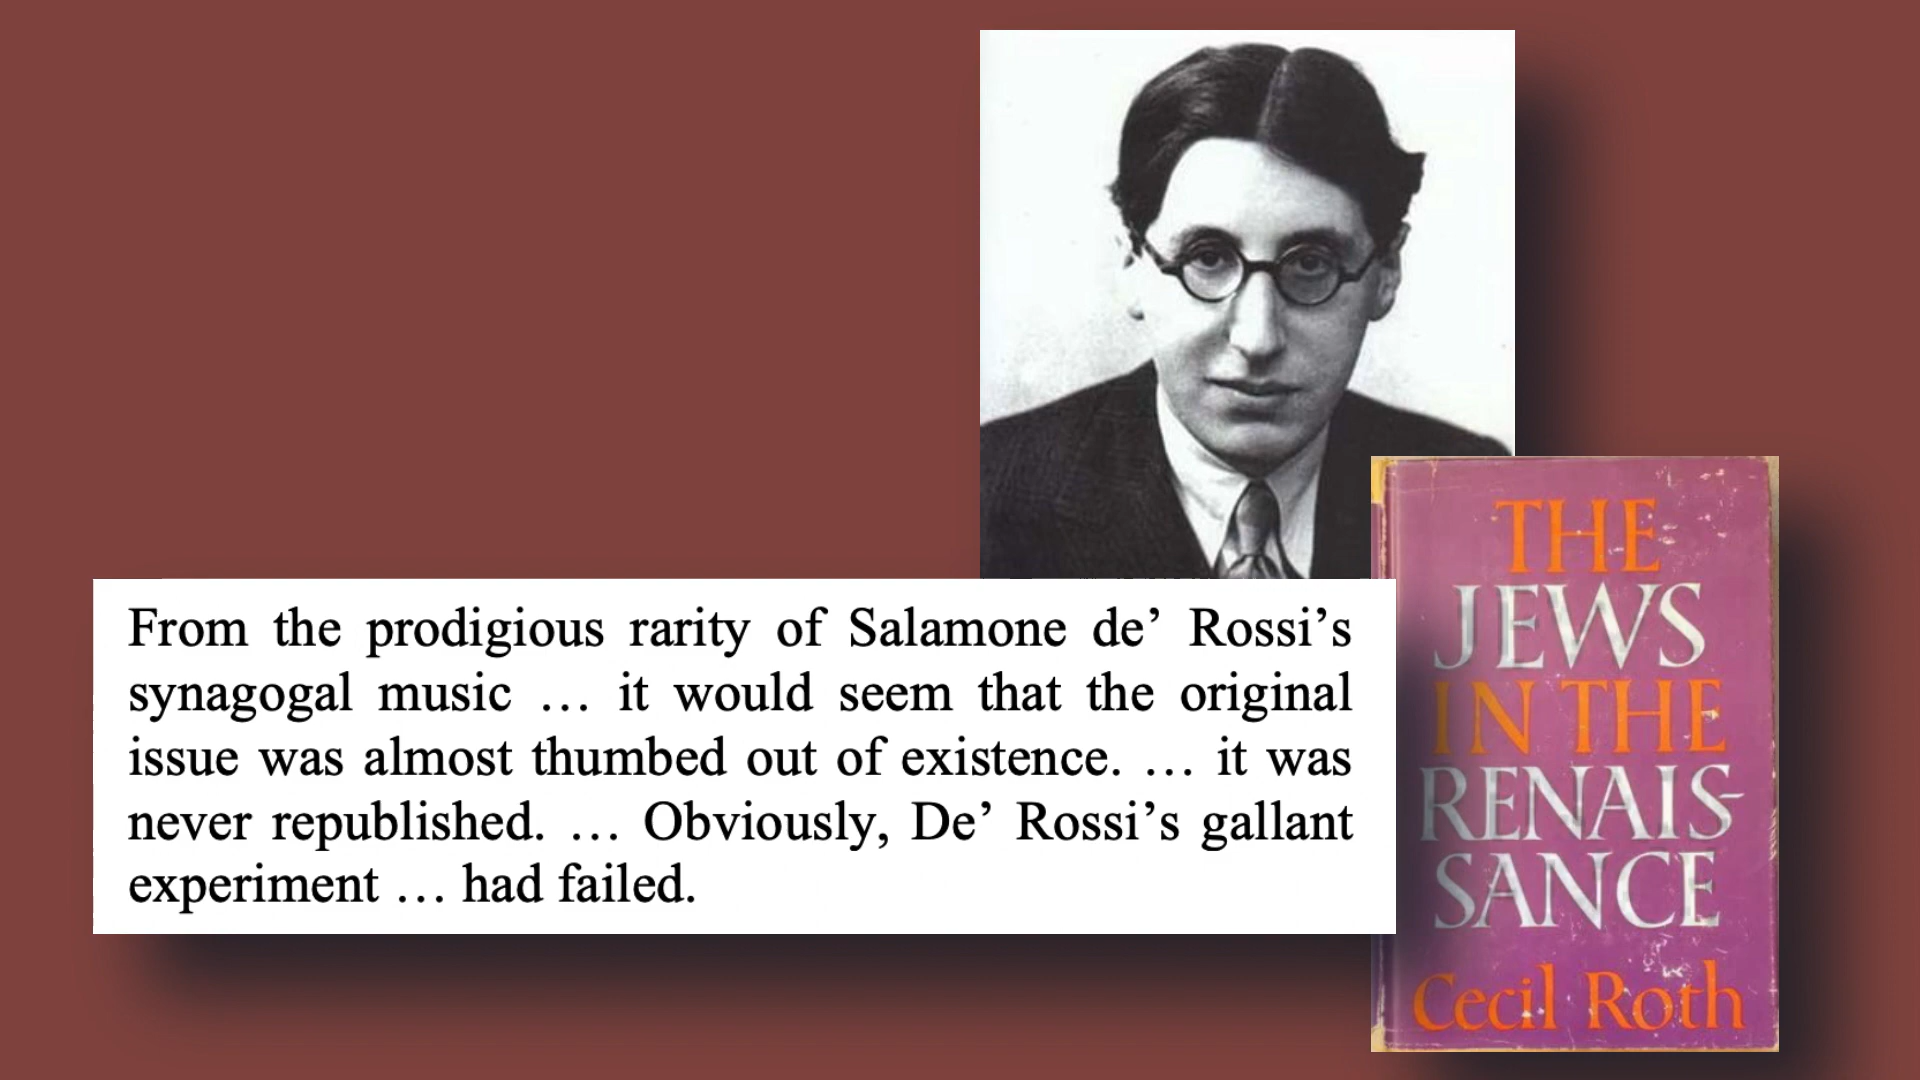 From the prodigious rarity of Salamone de’ Rossi’s
synagogal music … it would seem that the original
issue was almost thumbed out of existence. … it was
never republished. … Obviously, De’ Rossi’s gallant
experiment … had failed.
THE
JEWS
IN THE
RENAIS-
SANCE
Cecil Roth